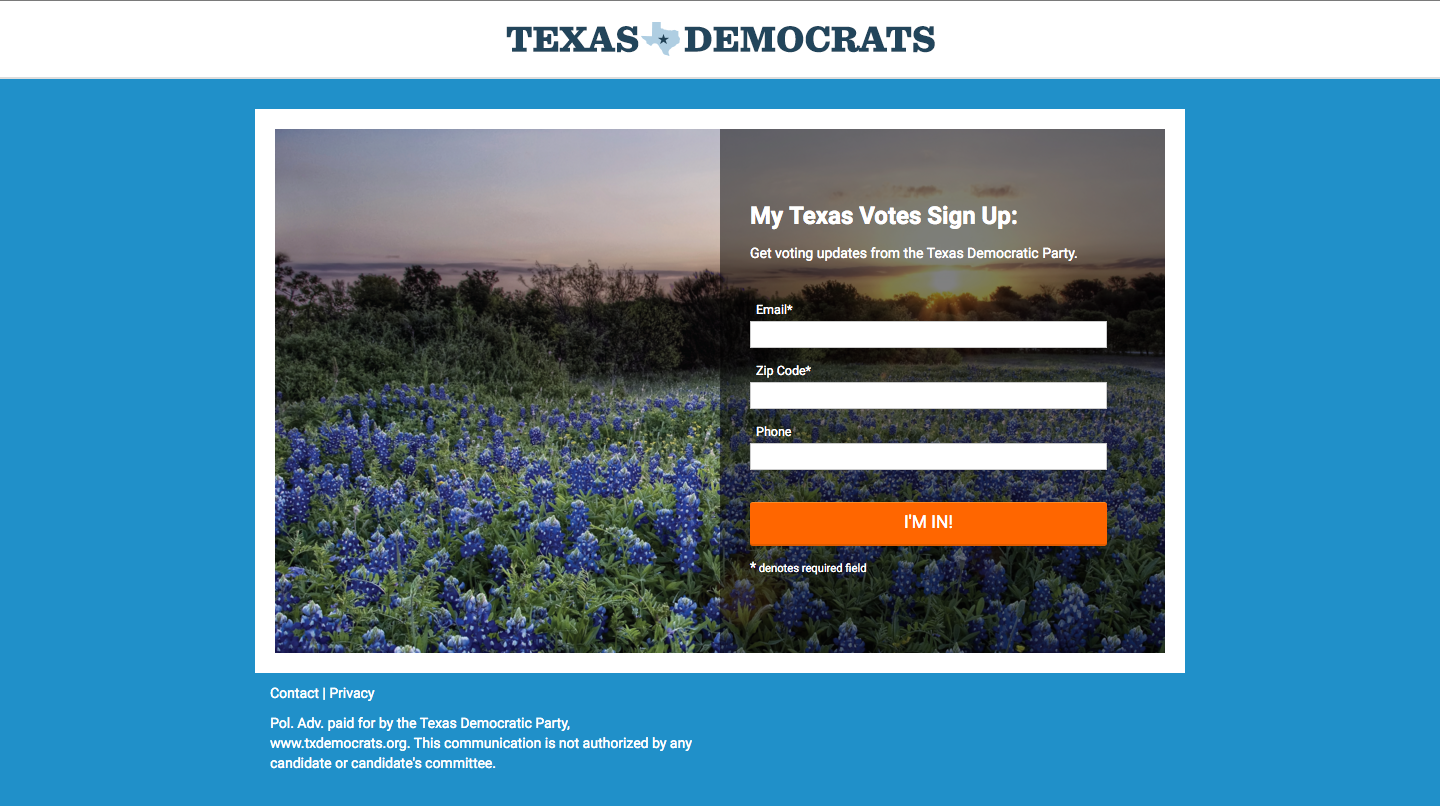 TEXAS DEMOCRATS
My Texas Votes Sign Up:
Get voting updates from the Texas Democratic Party.
Email*
Zip Code*
Phone
I'M IN!
* denotes required field
Contact | Privacy
Pol. Adv. paid for by the Texas Democratic Party,
www.txdemocrats.org. This communication is not authorized by any
candidate or candidate's committee.